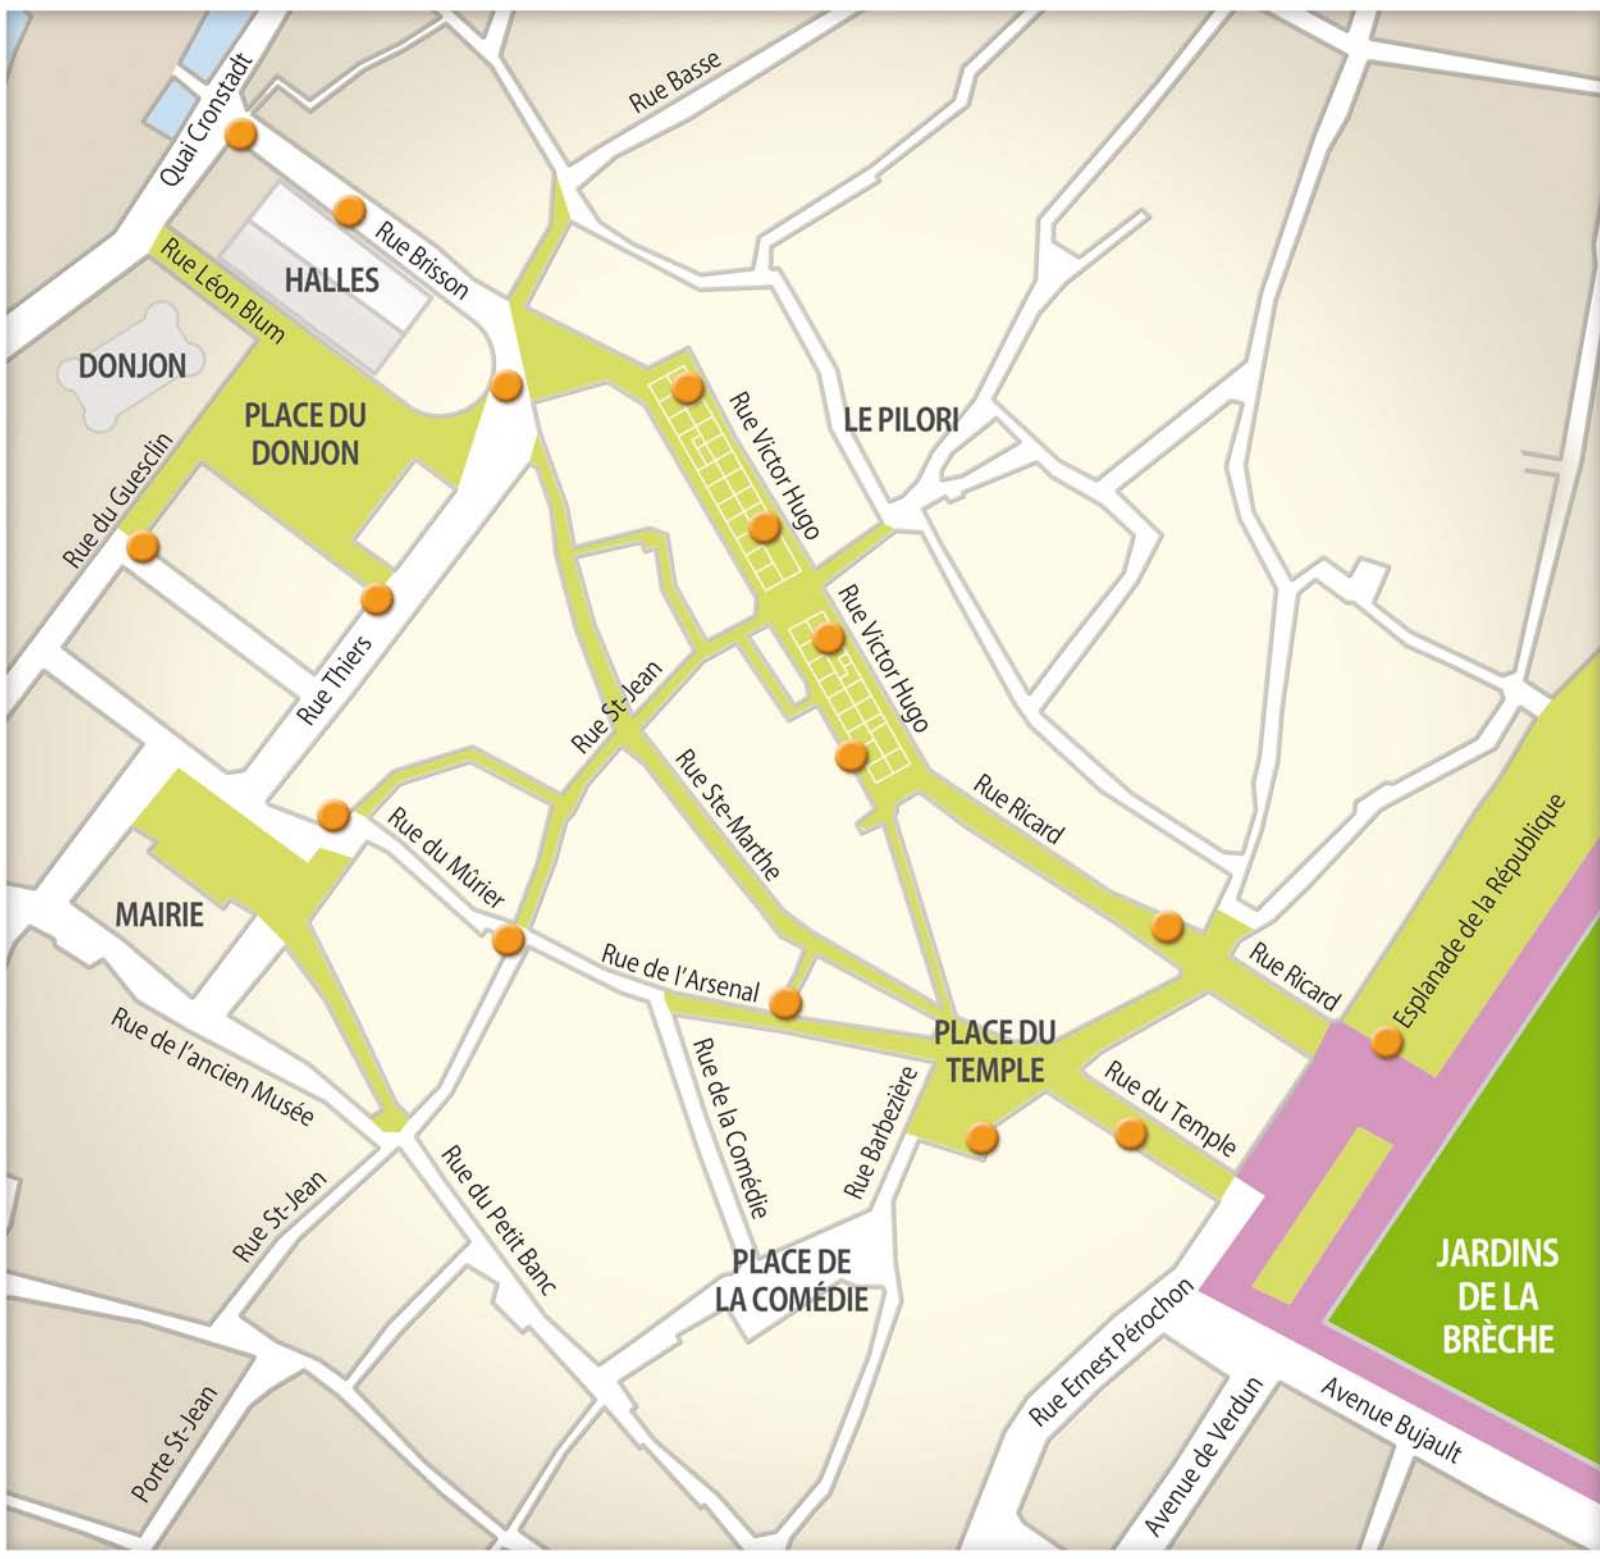 Rue Basse
Quai Cronstadt
Rue Brisson
HALLES
Rue Léon Blum
DONJON
PLACE DU
DONJON
Rue du Guesclin
Rue Victor Hugo
LE PILORI
Rue Victor Hugo
Rue Thiers
Rue St-Jean
Rue Ste-Marthe
Rue Ricard
Rue du Mûrier
MAIRIE
Rue de l'Arsenal
Esplanade de la République
Rue Ricard
Rue de l'ancien Musée
PLACE DU
TEMPLE
Rue de la Comédie
Rue Barbezière
Rue du Temple
Rue St-Jean
Rue du Petit Banc
PLACE DE
LA COMÉDIE
JARDINS
DE LA
BRÈCHE
Rue Ernest Pérochon
Porte St-Jean
Avenue de Verdun
Avenue Bujault